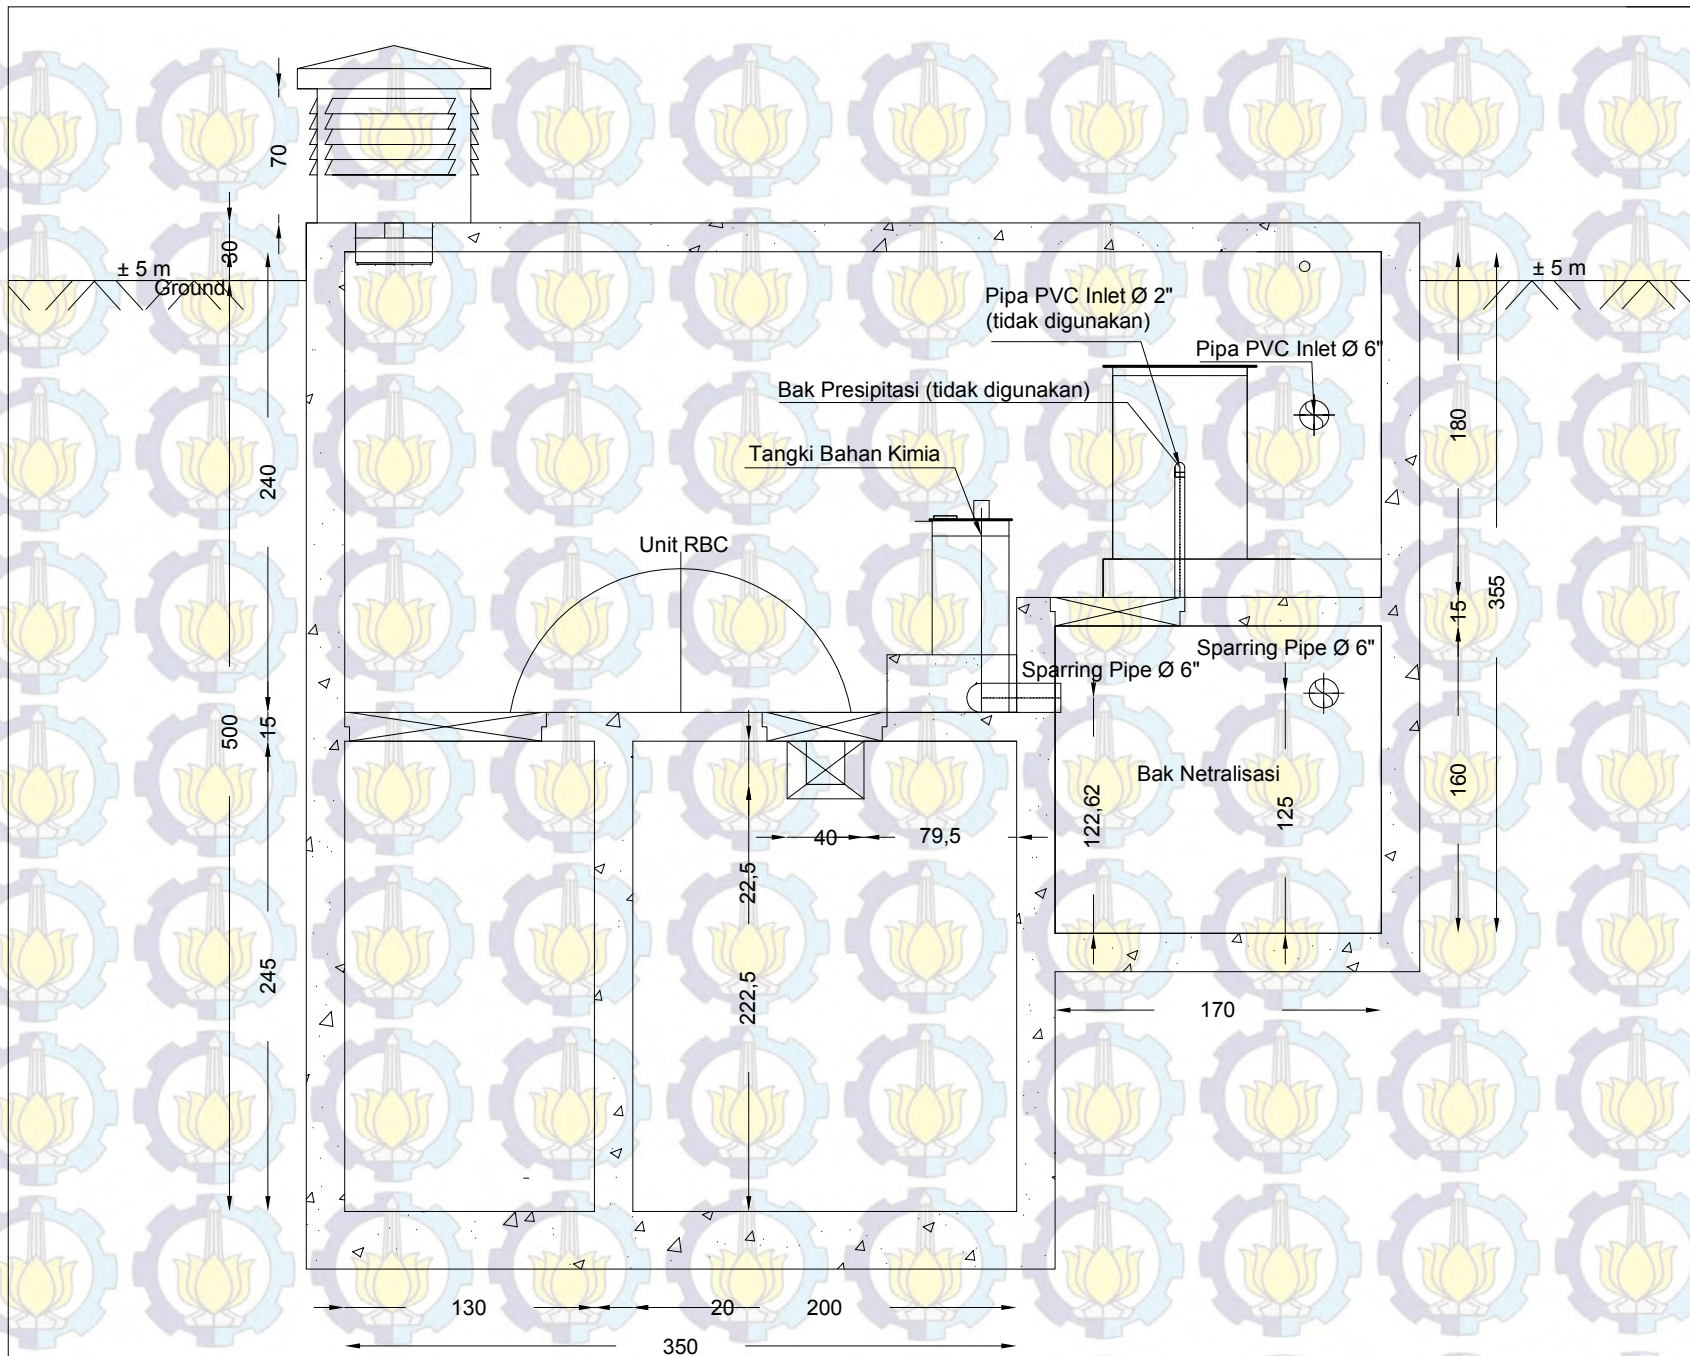 70
30
± 5 m
Ground
± 5 m
Pipa PVC Inlet Ø 2"
(tidak digunakan)
Pipa PVC Inlet Ø 6"
Bak Presipitasi (tidak digunakan)
Tangki Bahan Kimia
Unit RBC
240
180
355
15
Sparring Pipe Ø 6"
Sparring Pipe Ø 6"
500
15
Bak Netralisasi
160
122,62
125
40
79,5
22,5
245
222,5
170
130
20
200
350